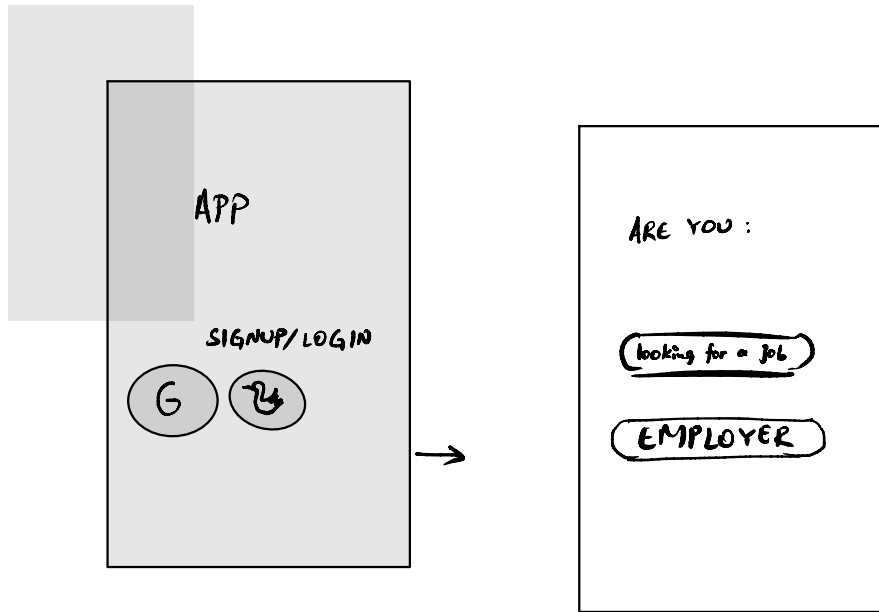 APP
SIGNUP/LOGIN
G
ARE YOU :
looking for a job
EMPLOYER